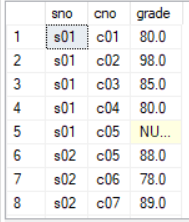 sno cno grade
1 s01 c01 80.0
2 s01 c02 98.0
3 s01 c03 85.0
4 s01 c04 80.0
5 s01 c05 NU...
6 s02 c05 88.0
7 s02 c06 78.0
8 s02 c07 89.0